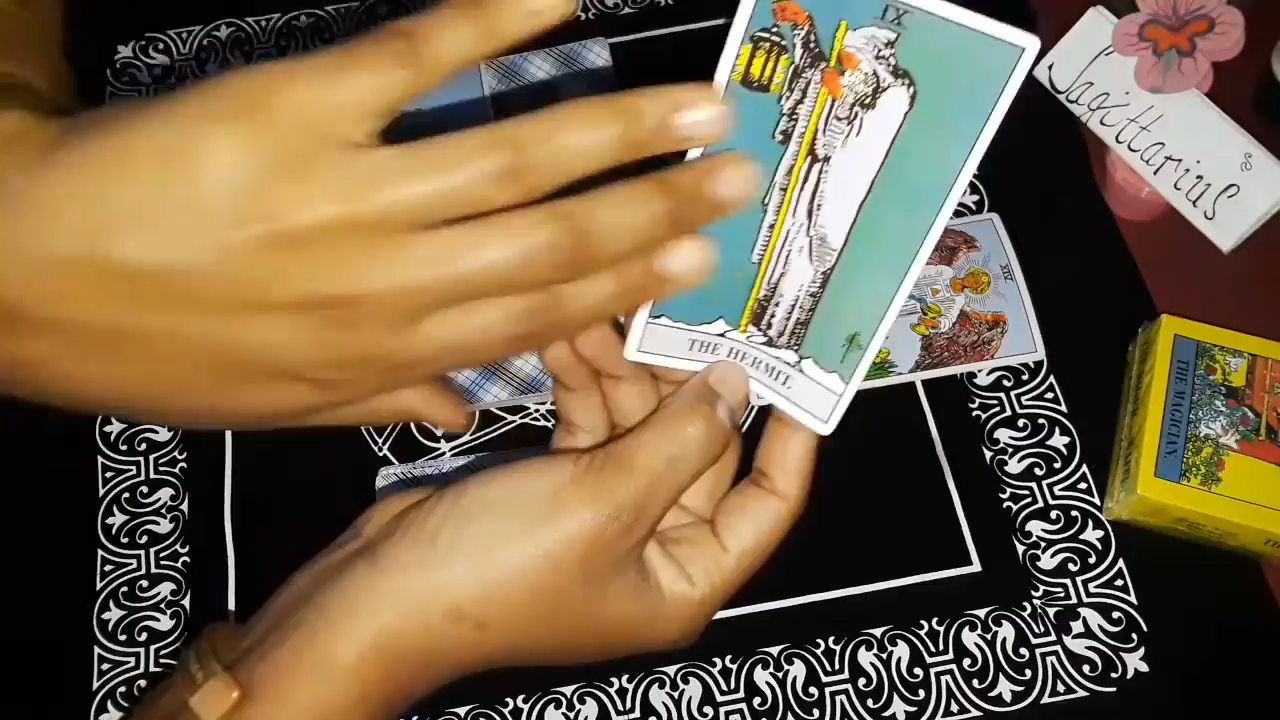 IX
THE HERMIT.
Sagittarius
XIV
THE MAGICIAN.